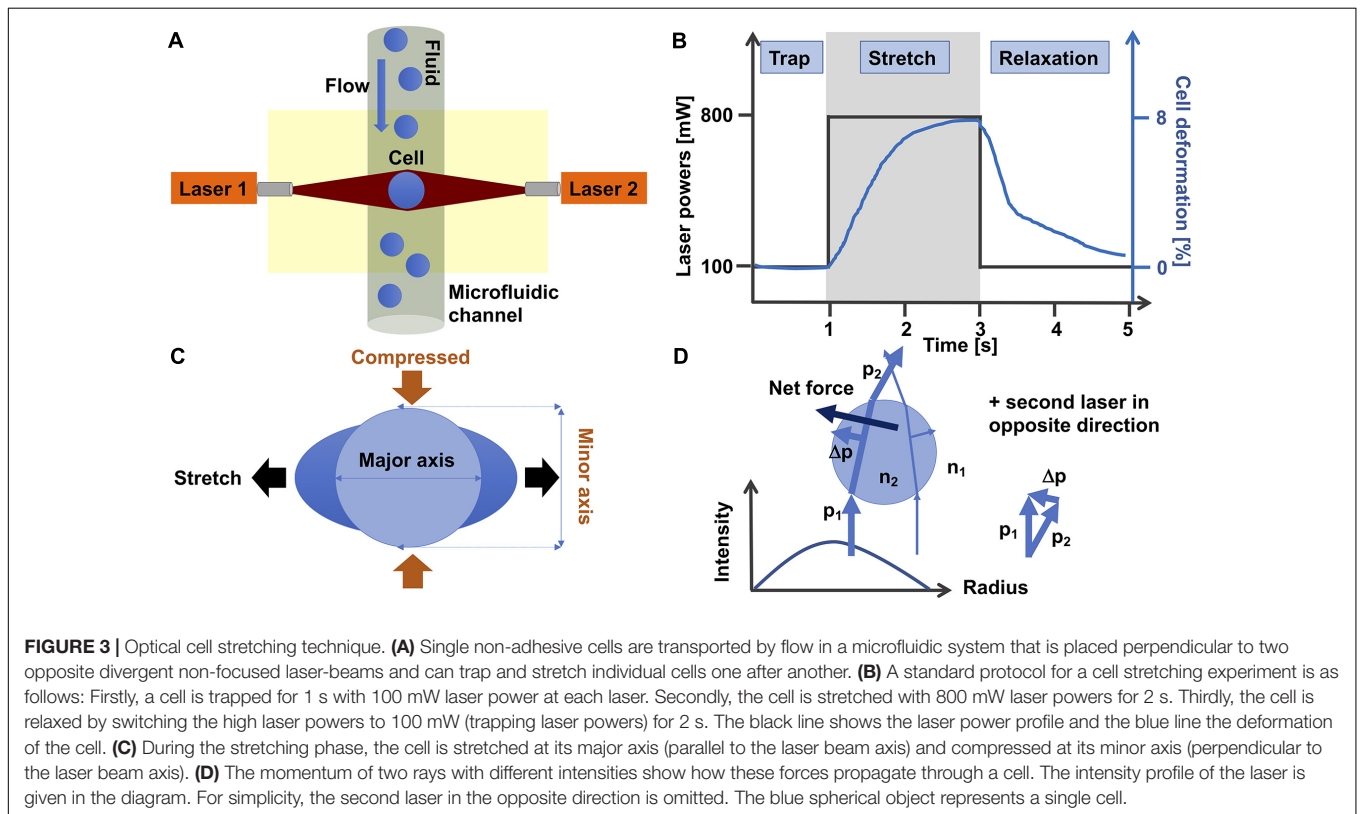 A
Fluid
Flow
Cell
Laser 1
Laser 2
Microfluidic
channel
B
Trap
Stretch
Relaxation
Laser powers [mW]
800
100
Cell deformation [%]
8
0
1
2
3
4
5
Time [s]
C
Compressed
Stretch
Major axis
Minor axis
D
Net force
p2
Δp
n2
n1
p1
+ second laser in
opposite direction
Δp
p1
p2
Intensity
Radius
FIGURE 3 | Optical cell stretching technique. (A) Single non-adhesive cells are transported by flow in a microfluidic system that is placed perpendicular to two
opposite divergent non-focused laser-beams and can trap and stretch individual cells one after another. (B) A standard protocol for a cell stretching experiment is as
follows: Firstly, a cell is trapped for 1 s with 100 mW laser power at each laser. Secondly, the cell is stretched with 800 mW laser powers for 2 s. Thirdly, the cell is
relaxed by switching the high laser powers to 100 mW (trapping laser powers) for 2 s. The black line shows the laser power profile and the blue line the deformation
of the cell. (C) During the stretching phase, the cell is stretched at its major axis (parallel to the laser beam axis) and compressed at its minor axis (perpendicular to
the laser beam axis). (D) The momentum of two rays with different intensities show how these forces propagate through a cell. The intensity profile of the laser is
given in the diagram. For simplicity, the second laser in the opposite direction is omitted. The blue spherical object represents a single cell.